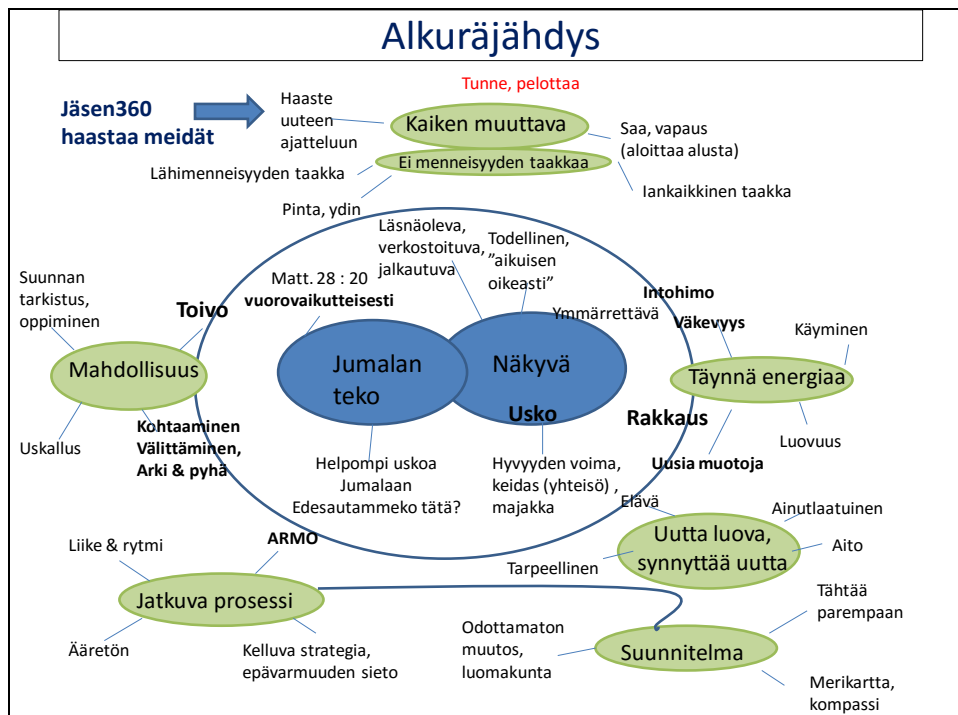 Alkuräjähdys
Tunne, pelottaa
Jäsen360
haastaa meidät
Haaste
uuteen
ajatteluun
Kaiken muuttava
Saa, vapaus
(aloittaa alusta)
Ei menneisyyden taakkaa
Lähimenneisyyden taakka
Iankaikkinen taakka
Pinta, ydin
Läsnäoleva,
verkostoituva,
jalkautuva
Todellinen,
”aikuisen
oikeasti”
Matt. 28 : 20
vuorovaikutteisesti
Ymmärrettävä
Suunnan
tarkistus,
oppiminen
Toivo
Mahdollisuus
Uskallus
Kohtaaminen
Välittäminen,
Arki & pyhä
Jumalan
teko
Näkyvä
Usko
Rakkaus
Intohimo
Väkevyys
Käyminen
Täynnä energiaa
Luovuus
Uusia muotoja
Helpompi uskoa
Jumalaan
Edesautammeko tätä?
Hyvyyden voima,
keidas (yhteisö) ,
majakka
Elävä
Ainutlaatuinen
Uutta luova,
synnyttää uutta
Aito
Tarpeellinen
ARMO
Liike & rytmi
Jatkuva prosessi
Ääretön
Kelluva strategia,
epävarmuuden sieto
Odottamaton
muutos,
luomakunta
Suunnitelma
Tähtää
parempaan
Merikartta,
kompassi